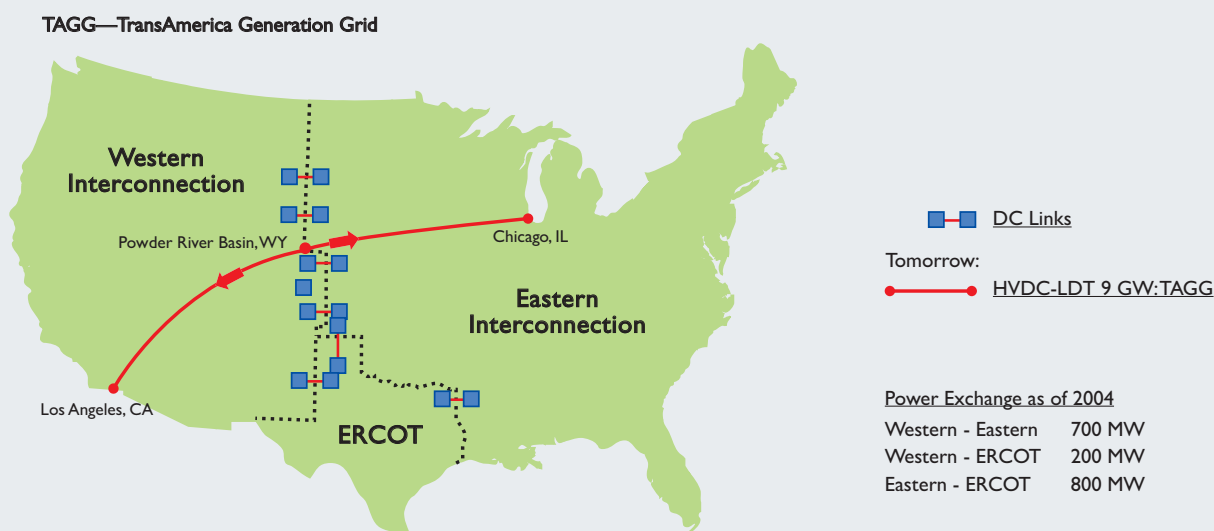 TAGG—TransAmerica Generation Grid
Western
Interconnection
Powder River Basin, WY
Chicago, IL
Eastern
Interconnection
Los Angeles, CA
ERCOT
DC Links
Tomorrow:
HVDC-LDT 9 GW: TAGG
Power Exchange as of 2004
Western - Eastern 700 MW
Western - ERCOT 200 MW
Eastern - ERCOT 800 MW